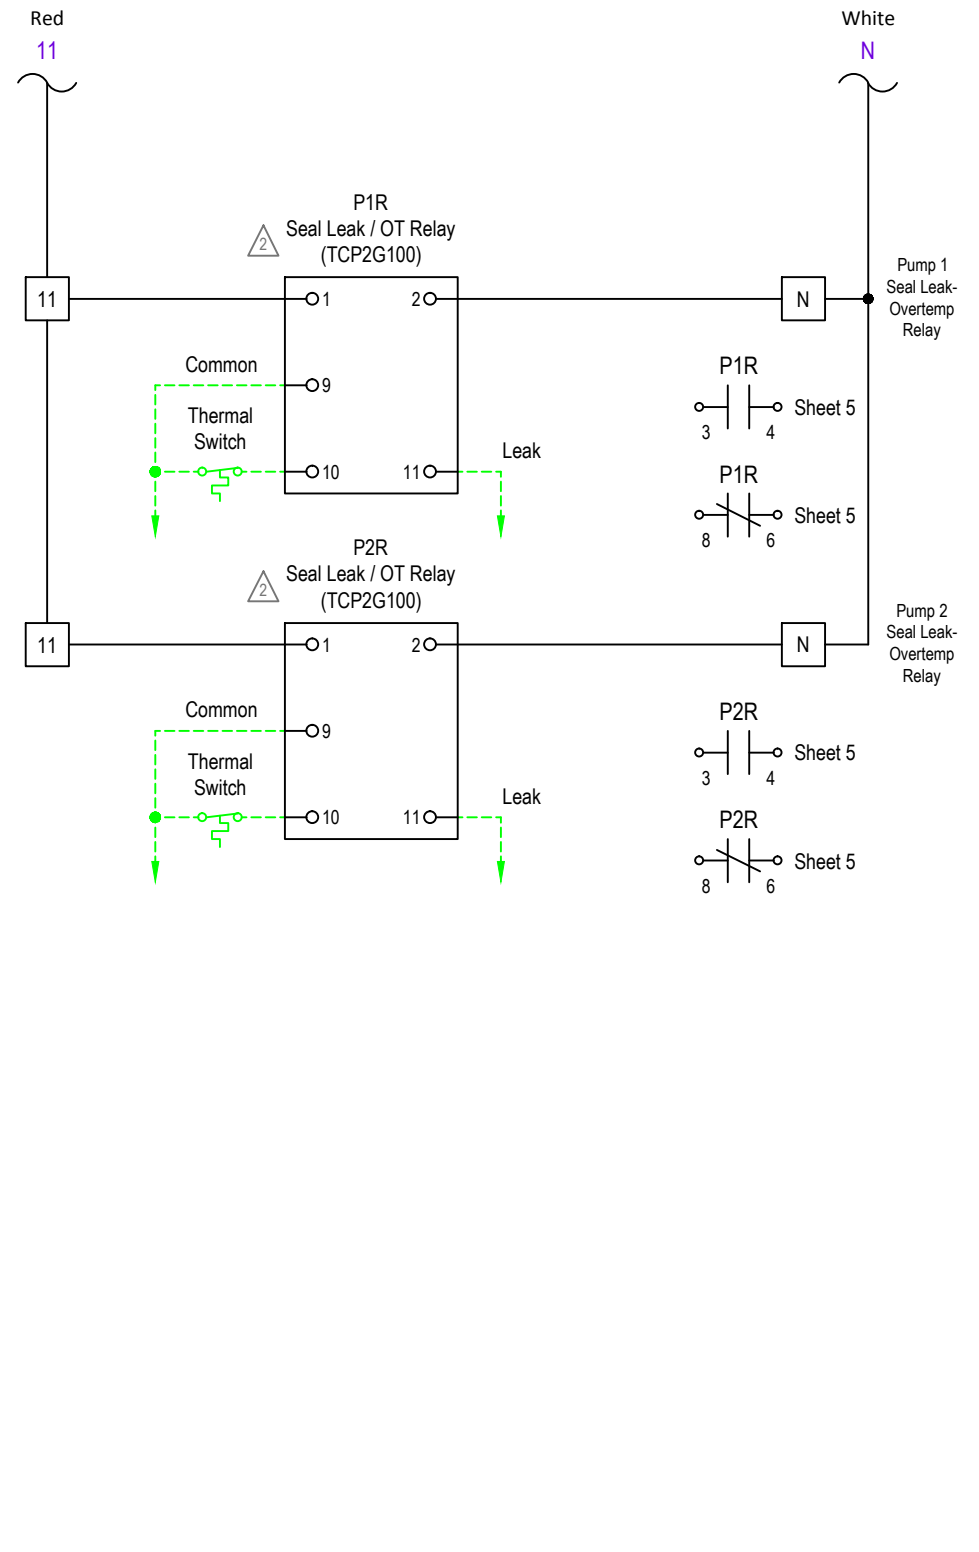 Red
White
11
N
P1R
2
Seal Leak / OT Relay
(TCP2G100)
Pump 1
Seal Leak-
Overtemp
Relay
11
1
2
N
Common
9
P1R
3
4
Sheet 5
Thermal
Switch
10
11
Leak
P1R
8
6
Sheet 5
P2R
2
Seal Leak / OT Relay
(TCP2G100)
Pump 2
Seal Leak-
Overtemp
Relay
11
1
2
N
Common
9
P2R
3
4
Sheet 5
Thermal
Switch
10
11
Leak
P2R
8
6
Sheet 5